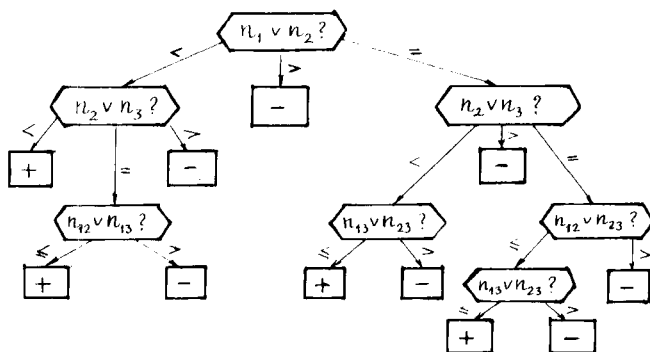 n₁ v n₂ ?
< > =
n₂ v n₃ ? - n₂ v n₃ ?
< = > < > =
+ - -
n₁₂ v n₁₃ ? n₁₃ v n₂₃ ? n₁₂ v n₂₃ ?
≤ > ≤ > ≤ >
+ - + - n₁₃ v n₂₃ ? -
≤ >
+ -